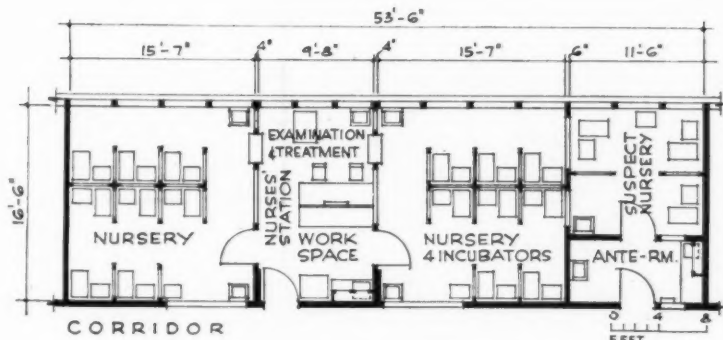 53'-6"
15'-7" 4" 9'-8" 4" 15'-7" 6" 11'-6"
16'-6"
EXAMINATION
& TREATMENT
NURSES'
STATION
SUSPECT
NURSERY
NURSERY
WORK
SPACE
NURSERY
4 INCUBATORS
ANTE-RM.
CORRIDOR
0 4 8
FEET